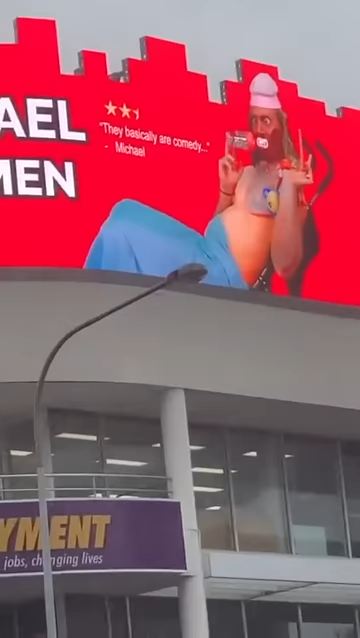 AEL
MEN
"They basically are comedy..."
- Michael
YMENT
jobs, changing lives